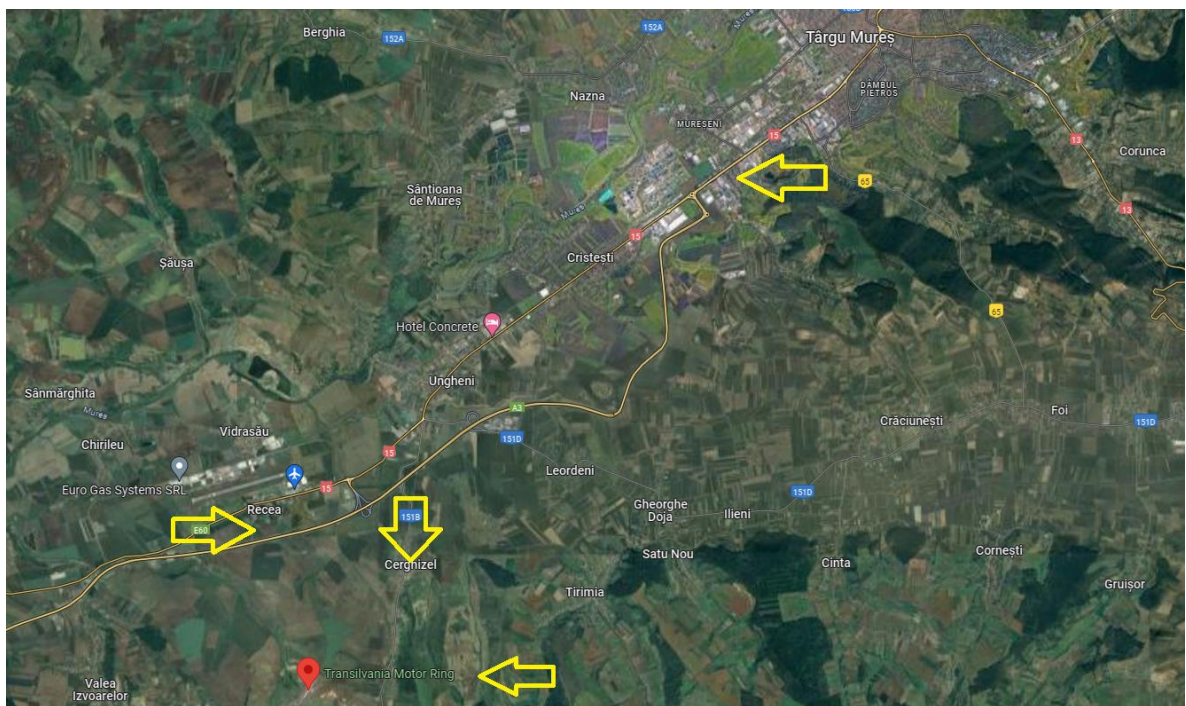 Berghia
152A
152A
Mureș
Târgu Mureș
DÂMBUL
PIETROS
Nazna
MUREȘENI
15
13
Corunca
Sântioana
de Mureș
Mureș
65
13
15
Cristești
Șăușa
65
Hotel Concrete
Ungheni
Sânmărghita
Mureș
A3
Foi
Crăciunești
151D
Chirileu
Vidrasău
15
151D
Leordeni
Euro Gas Systems SRL
15
151D
Recea
Gheorghe
Doja
Ilieni
E60
151B
Satu Nou
Cornești
Cerghizel
Cinta
Tirimia
Gruișor
Transilvania Motor Ring
Valea
Izvoarelor